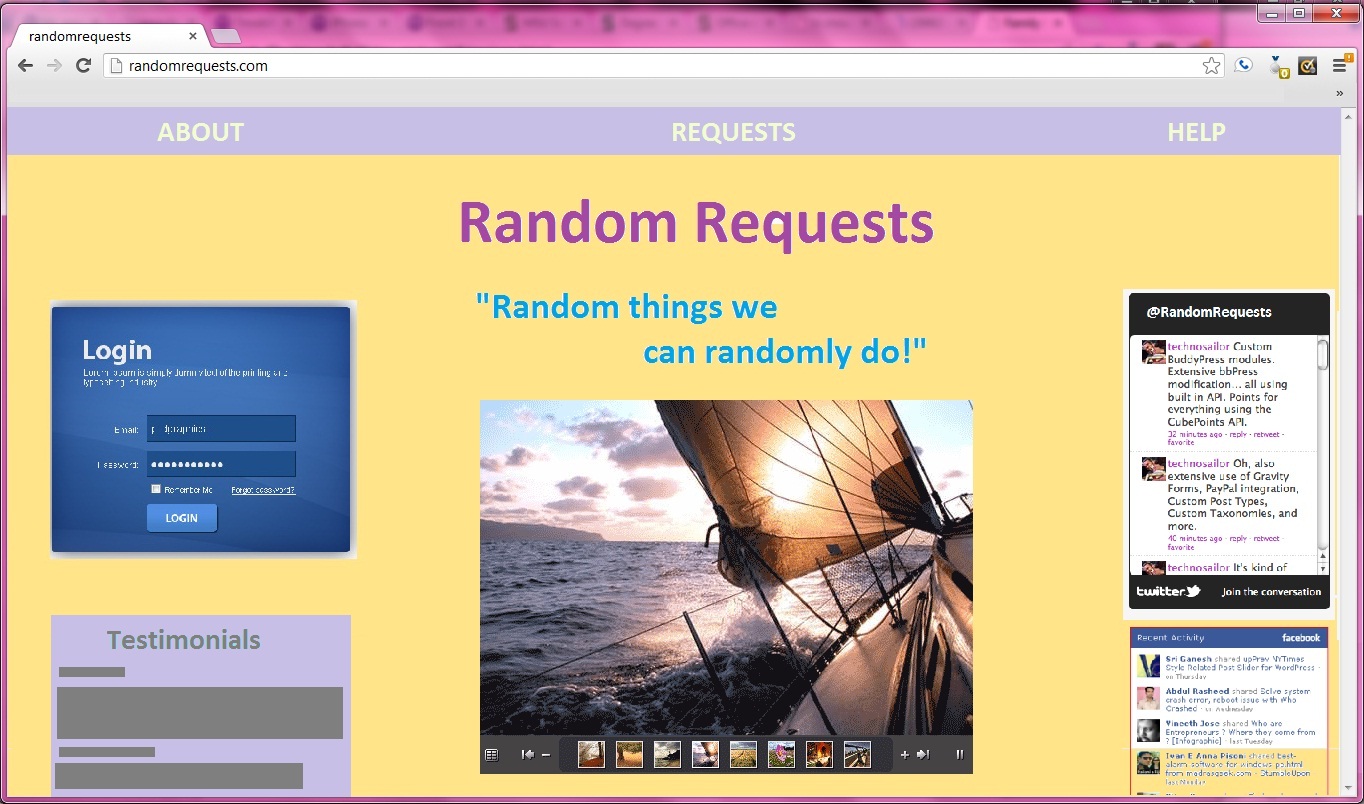 randomrequests
randomrequests.com
ABOUT
REQUESTS
HELP
Random Requests
"Random things we
can randomly do!"
Login
Lorem Ipsum is simply dummy text of the printing and
typesetting industry
Email:
Password:
Remember Me
Forgot password?
LOGIN
Testimonials
@RandomRequests
technosailor Custom
BuddyPress modules.
Extensive bbPress
modification... all using
built in API. Points for
everything using the
CubePoints API.
32 minutes ago · reply · retweet ·
favorite
technosailor Oh, also
extensive use of Gravity
Forms, PayPal integration,
Custom Post Types,
Custom Taxonomies, and
more.
40 minutes ago · reply · retweet ·
favorite
technosailor It's kind of
twitter
Join the conversation
Recent Activity
facebook
Sri Ganesh shared upPrev NYTimes
Style Related Post Slider for WordPress ·
on Thursday
Abdul Rasheed shared Solve system
crash error, reboot issue with Who
Crashed · on Wednesday
Vineeth Jose shared Who are
Entrepreneurs ? Where they come from
? [Infographic] · last Tuesday
Ivan E Anna Pison· shared best-
alarm-software-for-windows-pc.html
from madrasgeek.com · StumbleUpon
last Monday